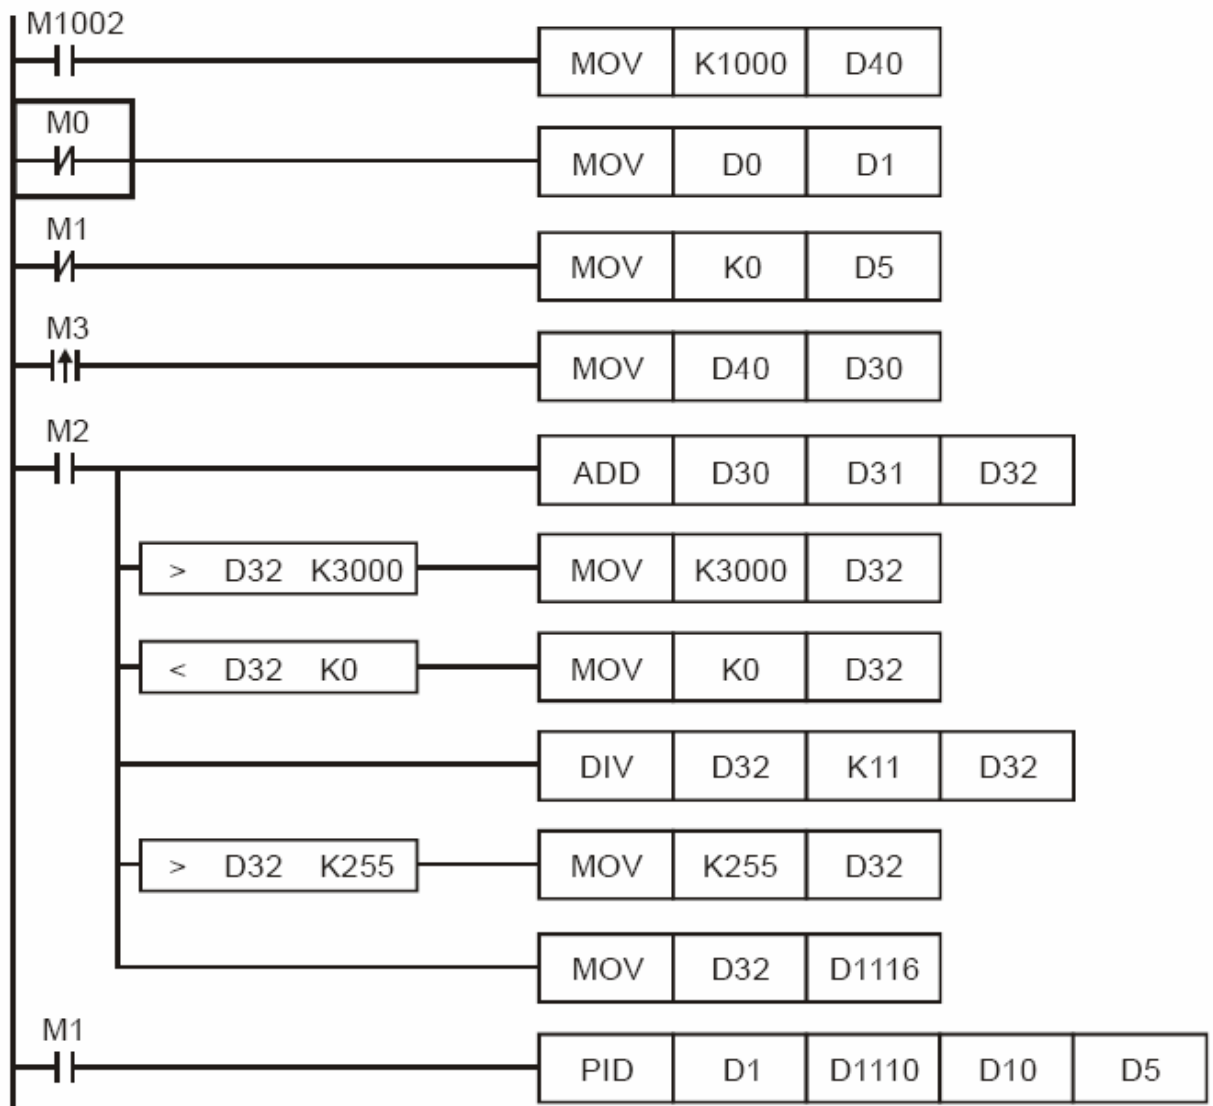 M1002
MOV K1000 D40
M0
MOV D0 D1
M1
MOV K0 D5
M3
MOV D40 D30
M2
ADD D30 D31 D32
> D32 K3000 MOV K3000 D32
< D32 K0 MOV K0 D32
DIV D32 K11 D32
> D32 K255 MOV K255 D32
MOV D32 D1116
M1
PID D1 D1110 D10 D5